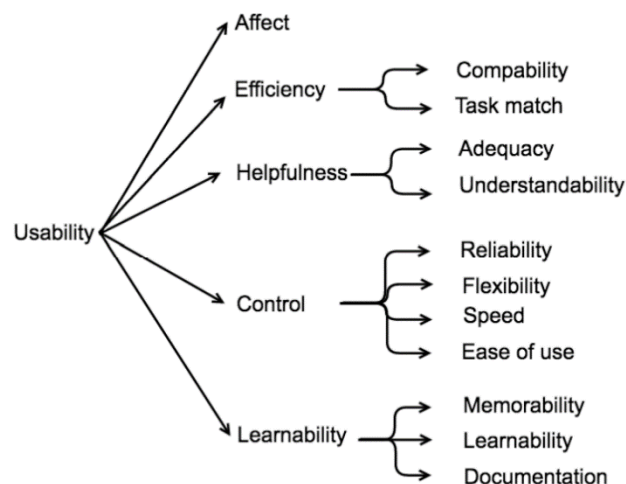 Affect
Efficiency
Compability
Task match
Helpfulness
Adequacy
Understandability
Usability
Control
Reliability
Flexibility
Speed
Ease of use
Learnability
Memorability
Learnability
Documentation